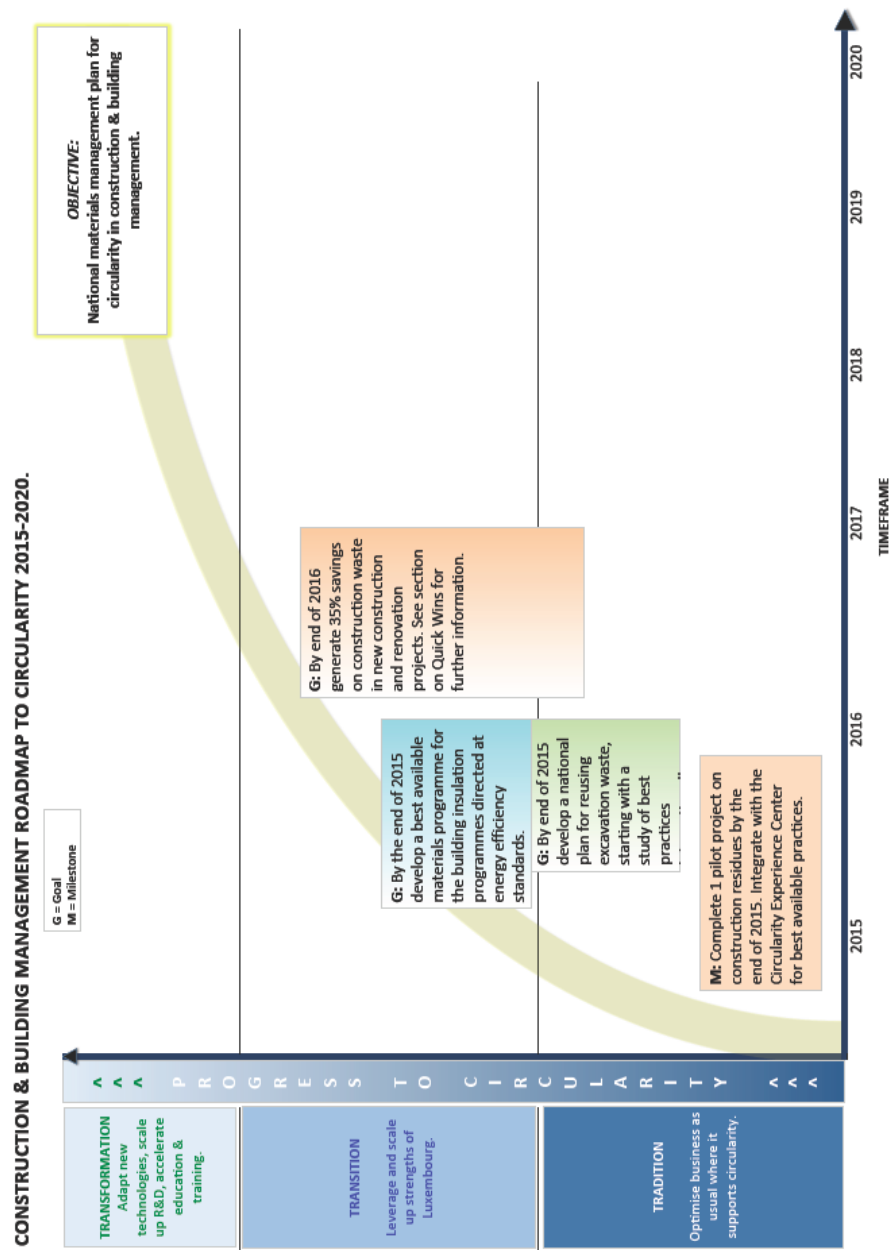 CONSTRUCTION & BUILDING MANAGEMENT ROADMAP TO CIRCULARITY 2015-2020.
G = Goal
M = Milestone
OBJECTIVE:
National materials management plan for
circularity in construction & building
management.
TRANSFORMATION
Adapt new
technologies, scale
up R&D, accelerate
education &
training.
TRANSITION
Leverage and scale
up strengths of
Luxembourg.
TRADITION
Optimise business as
usual where it
supports circularity.
^ ^ ^ P R O G R E S S T O C I R C U L A R I T Y ^ ^ ^
G: By end of 2016
generate 35% savings
on construction waste
in new construction
and renovation
projects. See section
on Quick Wins for
further information.
G: By the end of 2015
develop a best available
materials programme for
the building insulation
programmes directed at
energy efficiency
standards.
G: By end of 2015
develop a national
plan for reusing
excavation waste,
starting with a
study of best
practices
M: Complete 1 pilot project on
construction residues by the
end of 2015. Integrate with the
Circularity Experience Center
for best available practices.
2015 2016 2017 2018 2019 2020
TIMEFRAME